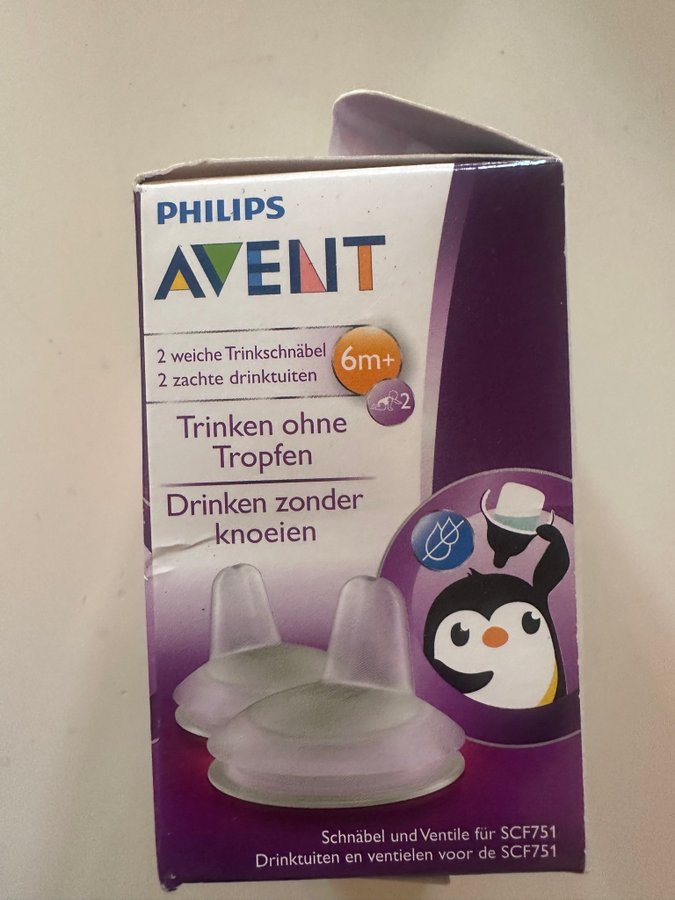 PHILIPS
AVENT
2 weiche Trinkschnäbel
2 zachte drinktuiten
6m+
2
Trinken ohne
Tropfen
Drinken zonder
knoeien
Schnäbel und Ventile für SCF751
Drinktuiten en ventielen voor de SCF751